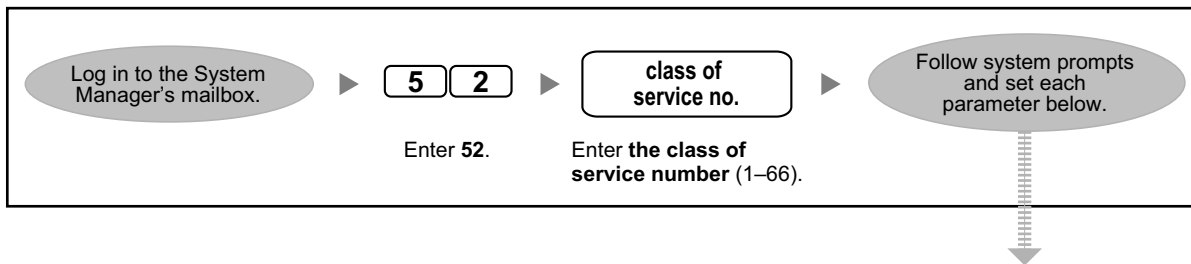 Log in to the System
Manager's mailbox.
5 2
class of
service no.
Follow system prompts
and set each
parameter below.
Enter 52.
Enter the class of
service number (1–66).